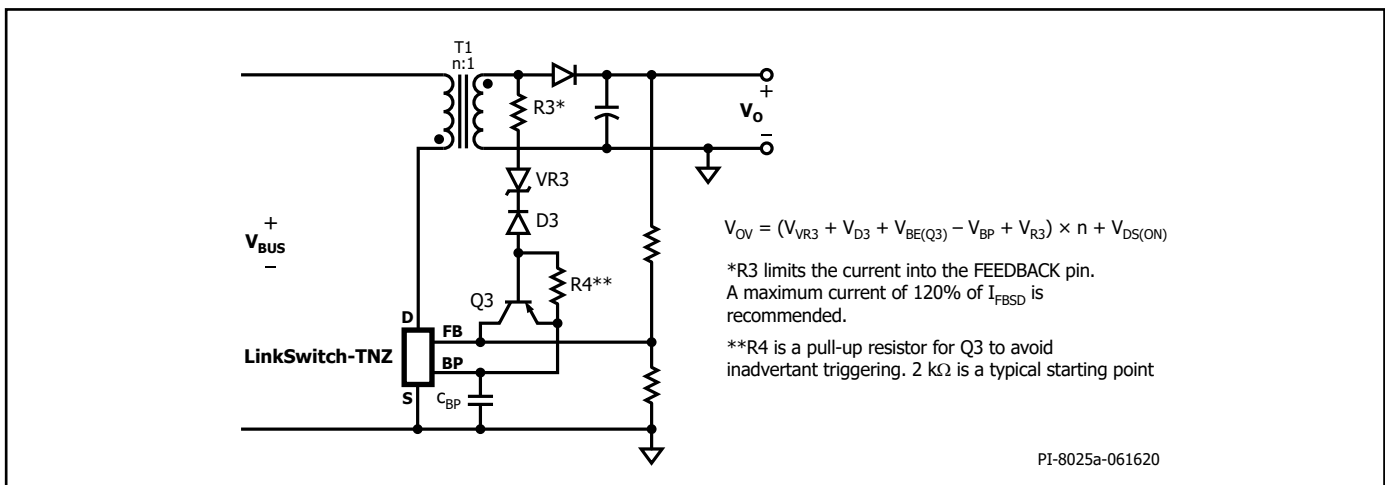 T1
n:1
R3*
+
V_O
−
VR3
D3
+
V_BUS
−
R4**
Q3
D
FB
LinkSwitch-TNZ
BP
S
C_BP
V_OV = (V_VR3 + V_D3 + V_BE(Q3) − V_BP + V_R3) × n + V_DS(ON)
*R3 limits the current into the FEEDBACK pin.
A maximum current of 120% of I_FBSD is
recommended.
**R4 is a pull-up resistor for Q3 to avoid
inadvertant triggering. 2 kΩ is a typical starting point
PI-8025a-061620